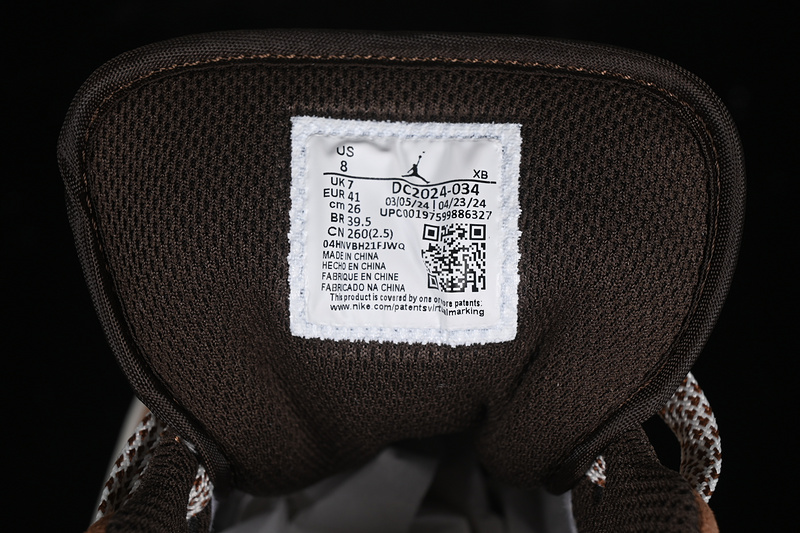 US
8
XB
UK 7
EUR 41
cm 26
BR 39.5
CN 260(2.5)
DC2024-034
03/05/24 | 04/23/24
UPC00197599886327
04HNVBH21FJWQ
MADE IN CHINA
HECHO EN CHINA
FABRIQUE EN CHINE
FABRICADO NA CHINA
This product is covered by one or more patents:
www.nike.com/patentsvirtualmarking